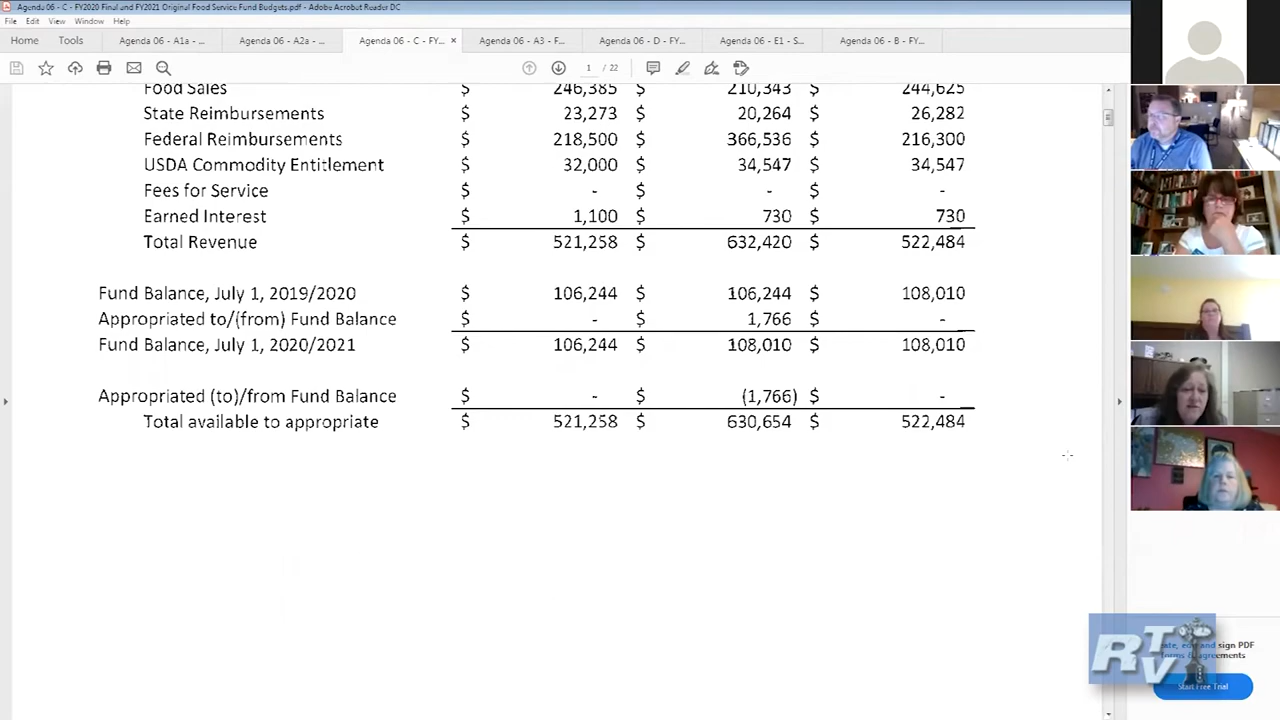 Agenda 06 - C - FY2020 Final and FY2021 Original Food Service Fund Budgets.pdf - Adobe Acrobat Reader DC
File Edit View Window Help
Home Tools Agenda 06 - A1a - ... Agenda 06 - A2a - ... Agenda 06 - C - FY... × Agenda 06 - A3 - F... Agenda 06 - D - FY... Agenda 06 - E1 - S... Agenda 06 - B - FY...
1 / 22
Food Sales $ 246,385 $ 210,343 $ 244,625
State Reimbursements $ 23,273 $ 20,264 $ 26,282
Federal Reimbursements $ 218,500 $ 366,536 $ 216,300
USDA Commodity Entitlement $ 32,000 $ 34,547 $ 34,547
Fees for Service $ - $ - $ -
Earned Interest $ 1,100 $ 730 $ 730
Total Revenue $ 521,258 $ 632,420 $ 522,484
Fund Balance, July 1, 2019/2020 $ 106,244 $ 106,244 $ 108,010
Appropriated to/(from) Fund Balance $ - $ 1,766 $ -
Fund Balance, July 1, 2020/2021 $ 106,244 $ 108,010 $ 108,010
Appropriated (to)/from Fund Balance $ - $ (1,766) $ -
Total available to appropriate $ 521,258 $ 630,654 $ 522,484
RTV
and sign PDF
Start Free Trial